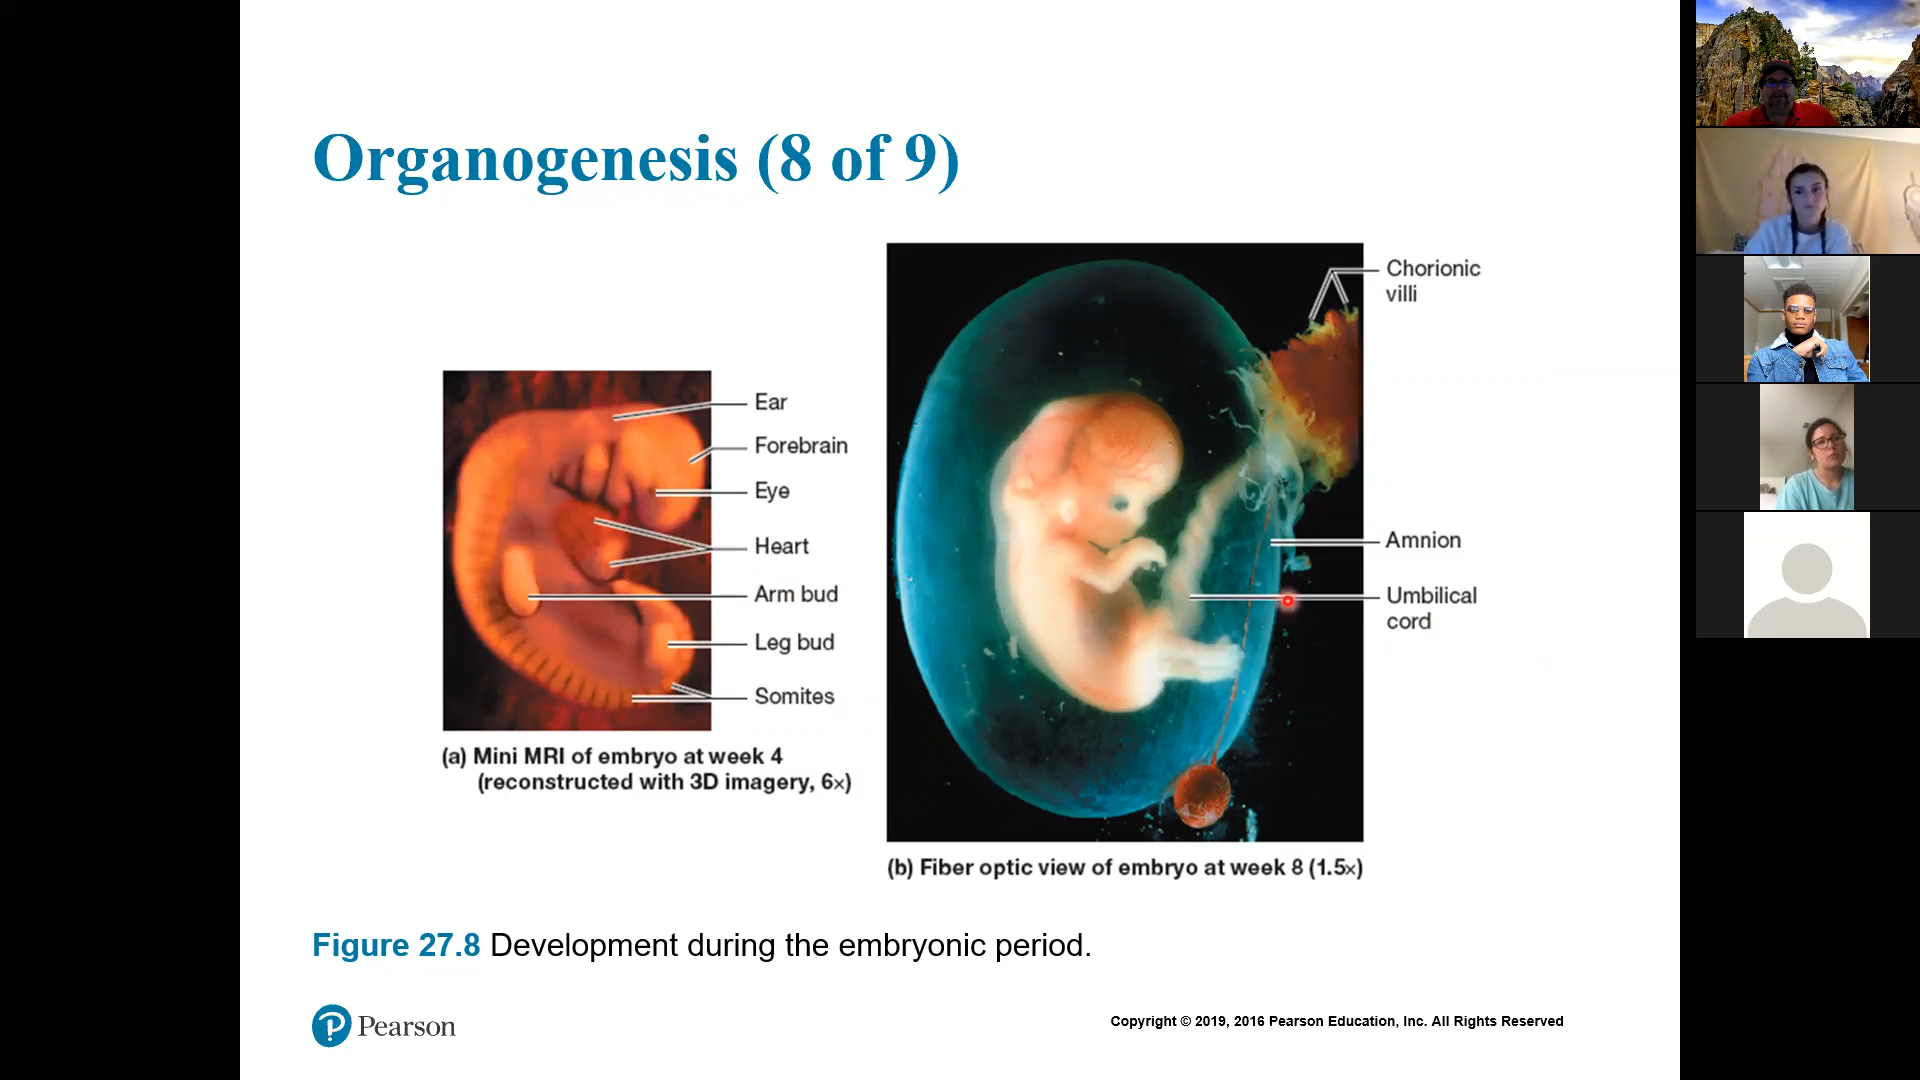 Organogenesis (8 of 9)
Ear
Forebrain
Eye
Heart
Arm bud
Leg bud
Somites
(a) Mini MRI of embryo at week 4
(reconstructed with 3D imagery, 6×)
Chorionic
villi
Amnion
Umbilical
cord
(b) Fiber optic view of embryo at week 8 (1.5×)
Figure 27.8 Development during the embryonic period.
Pearson
Copyright © 2019, 2016 Pearson Education, Inc. All Rights Reserved